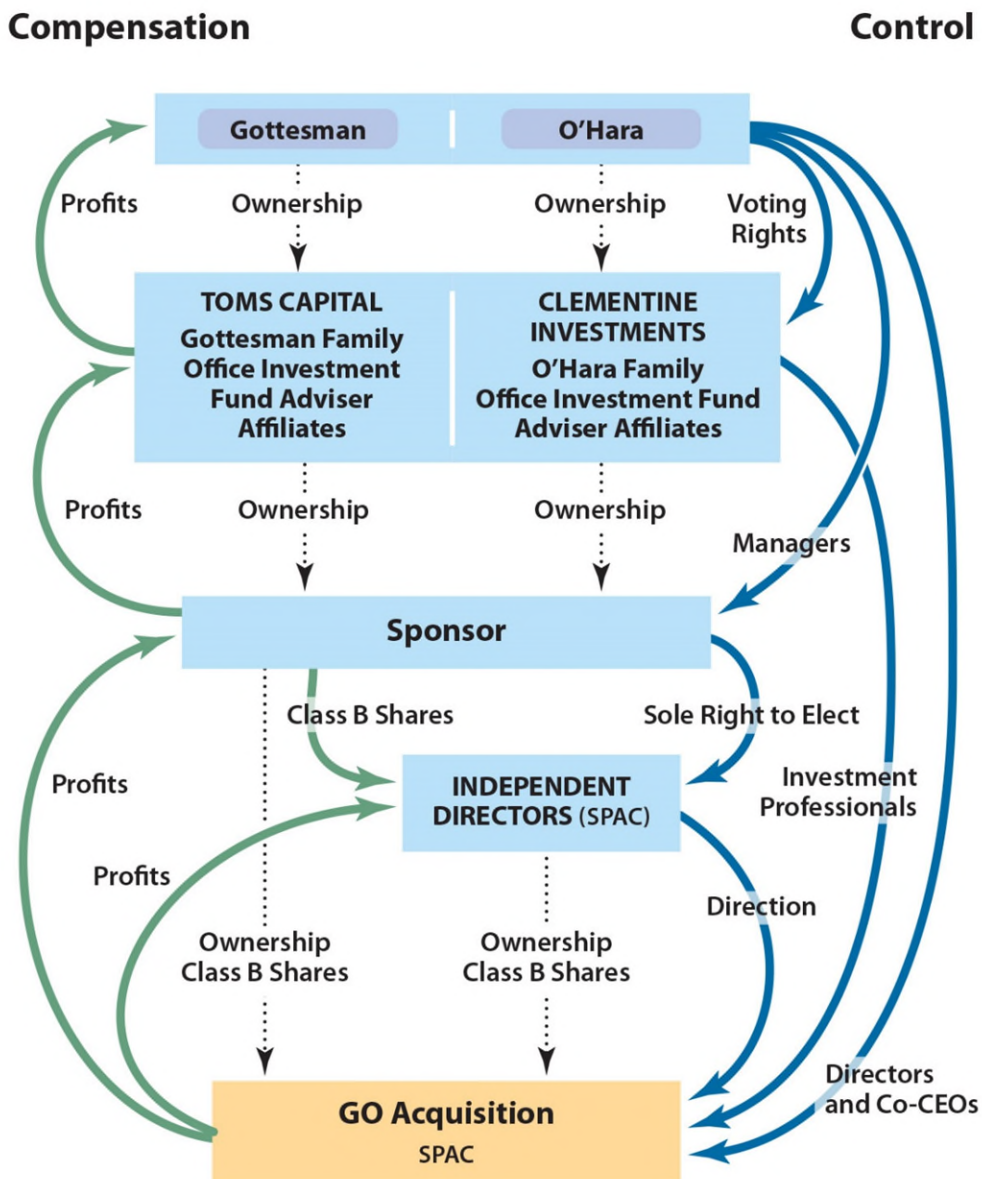 Compensation
Control
Gottesman
O'Hara
Profits
Ownership
Ownership
Voting
Rights
TOMS CAPITAL
Gottesman Family
Office Investment
Fund Adviser
Affiliates
CLEMENTINE
INVESTMENTS
O'Hara Family
Office Investment Fund
Adviser Affiliates
Profits
Ownership
Ownership
Managers
Sponsor
Class B Shares
Sole Right to Elect
Profits
INDEPENDENT
DIRECTORS (SPAC)
Investment
Professionals
Profits
Direction
Ownership
Class B Shares
Ownership
Class B Shares
GO Acquisition
SPAC
Directors
and Co-CEOs